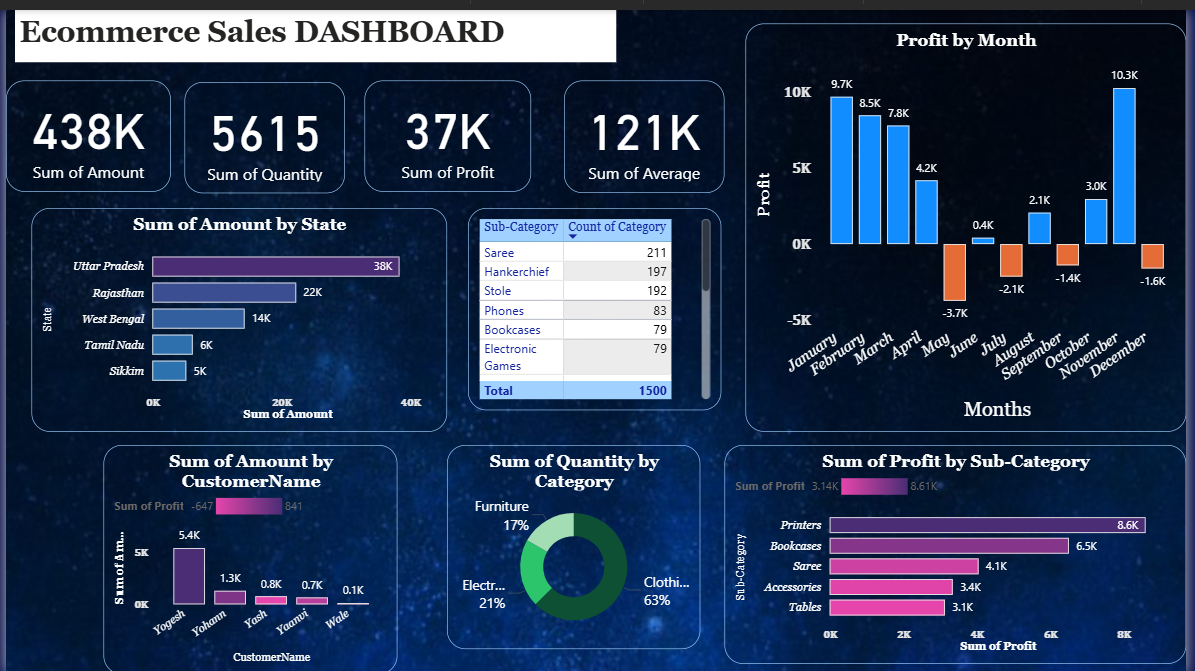 Ecommerce Sales DASHBOARD
438K
Sum of Amount
5615
Sum of Quantity
37K
Sum of Profit
121K
Sum of Average
Profit by Month
Profit
10K
5K
0K
-5K
9.7K
8.5K
7.8K
4.2K
-3.7K
0.4K
-2.1K
2.1K
-1.4K
3.0K
10.3K
-1.6K
January
February
March
April
May
June
July
August
September
October
November
December
Months
Sum of Amount by State
State
Uttar Pradesh 38K
Rajasthan 22K
West Bengal 14K
Tamil Nadu 6K
Sikkim 5K
0K 20K 40K
Sum of Amount
Sub-Category Count of Category
Saree 211
Hankerchief 197
Stole 192
Phones 83
Bookcases 79
Electronic 79
Games
Total 1500
Sum of Amount by
CustomerName
Sum of Profit -647 841
Sum of Am...
5K
0K
5.4K
1.3K
0.8K
0.7K
0.1K
Yogesh
Yohann
Yash
Yaanvi
Wale
CustomerName
Sum of Quantity by
Category
Furniture
17%
Electr...
21%
Clothi...
63%
Sum of Profit by Sub-Category
Sum of Profit 3.14K 8.61K
Sub-Category
Printers 8.6K
Bookcases 6.5K
Saree 4.1K
Accessories 3.4K
Tables 3.1K
0K 2K 4K 6K 8K
Sum of Profit